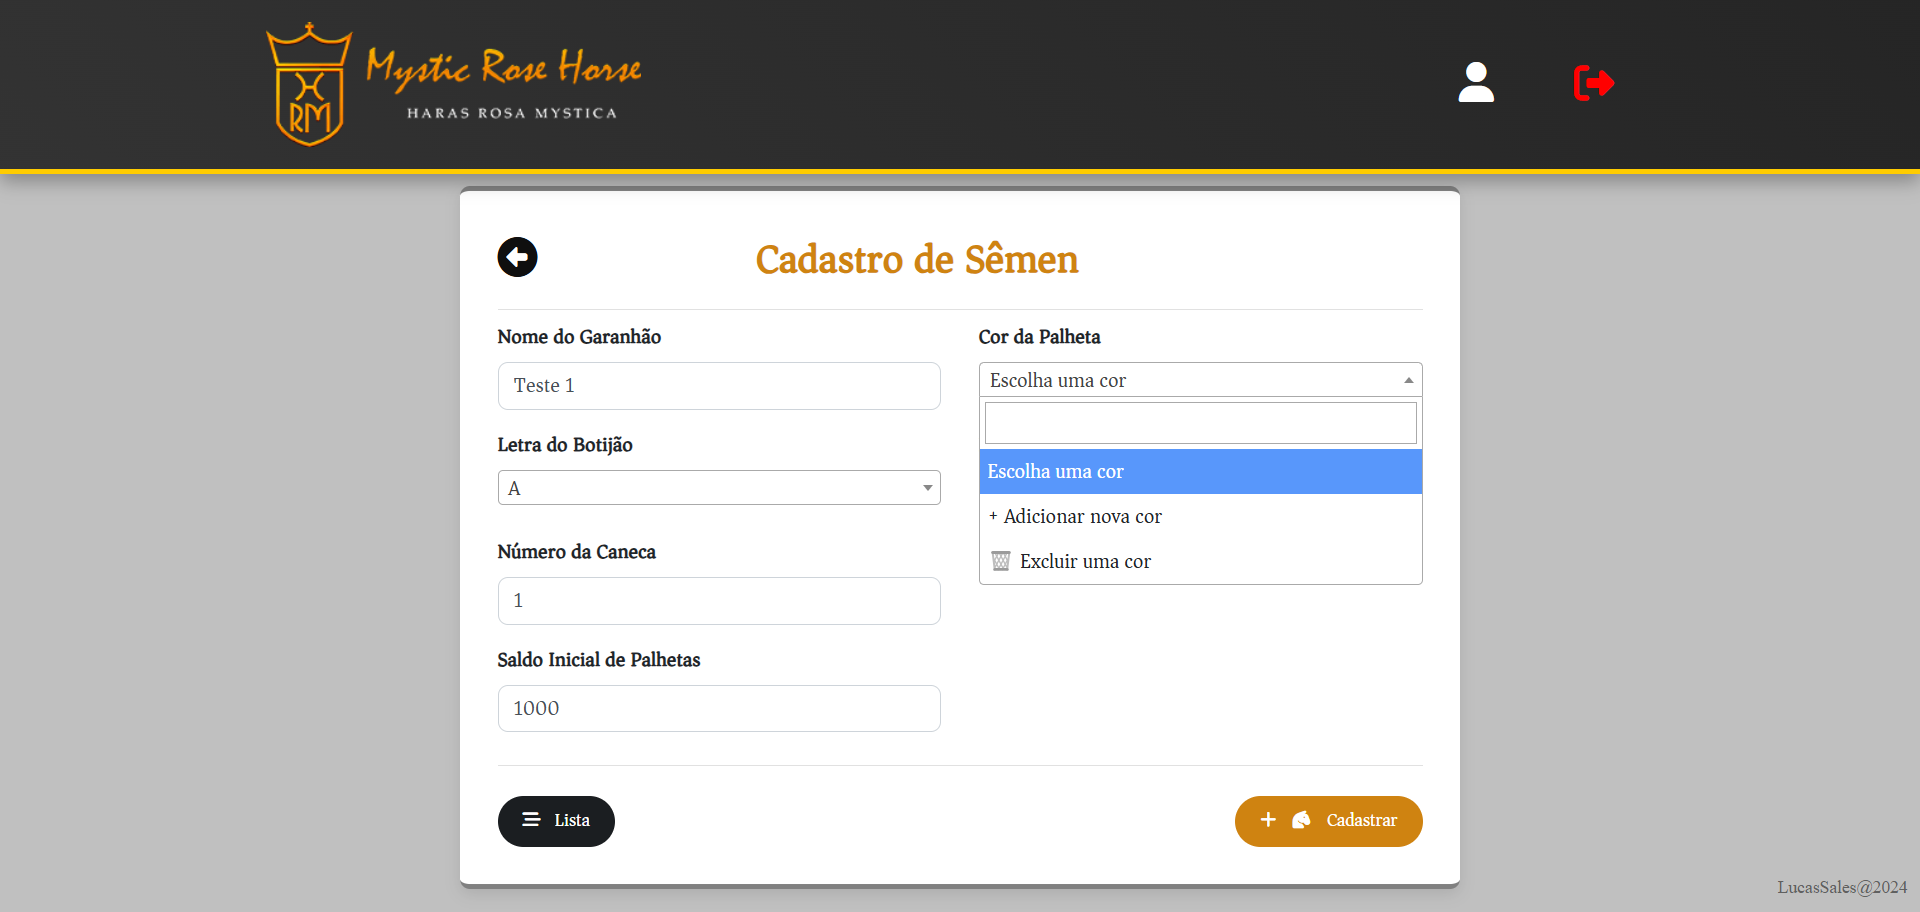 Mystic Rose Horse
HARAS ROSA MYSTICA
RM
Cadastro de Sêmen
Nome do Garanhão
Teste 1
Letra do Botijão
A
Número da Caneca
1
Saldo Inicial de Palhetas
1000
Cor da Palheta
Escolha uma cor
Escolha uma cor
+ Adicionar nova cor
Excluir uma cor
Lista
+ Cadastrar
LucasSales@2024